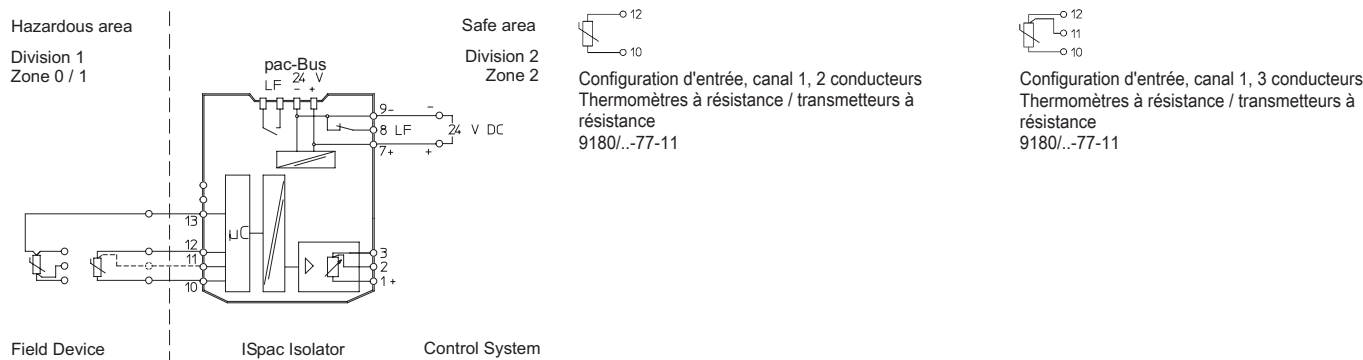 Hazardous area
Safe area
Division 1
Zone 0 / 1
Division 2
Zone 2
pac-Bus
LF 24 V
- +
9-
-
8 LF
24 V DC
7+
+
13
µC
12
11
10
3
2
1+
Field Device
ISpac Isolator
Control System
12
10
Configuration d'entrée, canal 1, 2 conducteurs
Thermomètres à résistance / transmetteurs à
résistance
9180/..-77-11
12
11
10
Configuration d'entrée, canal 1, 3 conducteurs
Thermomètres à résistance / transmetteurs à
résistance
9180/..-77-11